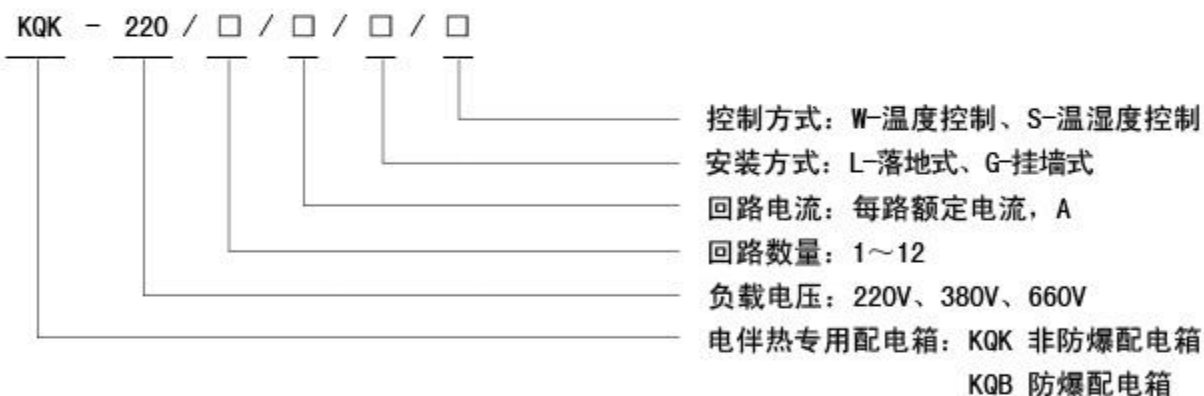 KQK - 220 / □ / □ / □ / □
控制方式：W-温度控制、S-温湿度控制
安装方式：L-落地式、G-挂墙式
回路电流：每路额定电流，A
回路数量：1～12
负载电压：220V、380V、660V
电伴热专用配电箱：KQK 非防爆配电箱
KQB 防爆配电箱